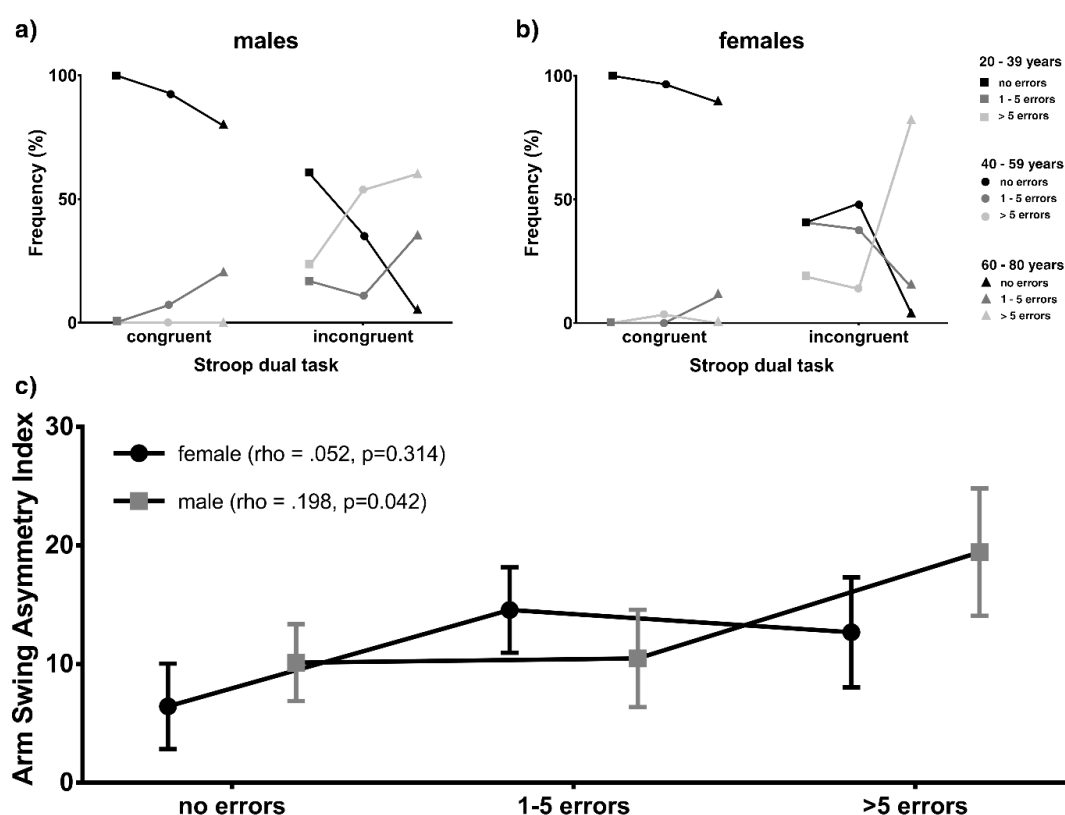 a)
males
100
50
0
Frequency (%)
congruent
incongruent
Stroop dual task
b)
females
100
50
0
Frequency (%)
congruent
incongruent
Stroop dual task
20 - 39 years
no errors
1 - 5 errors
> 5 errors
40 - 59 years
no errors
1 - 5 errors
> 5 errors
60 - 80 years
no errors
1 - 5 errors
> 5 errors
c)
30
20
10
0
Arm Swing Asymmetry Index
female (rho = .052, p=0.314)
male (rho = .198, p=0.042)
no errors
1-5 errors
>5 errors